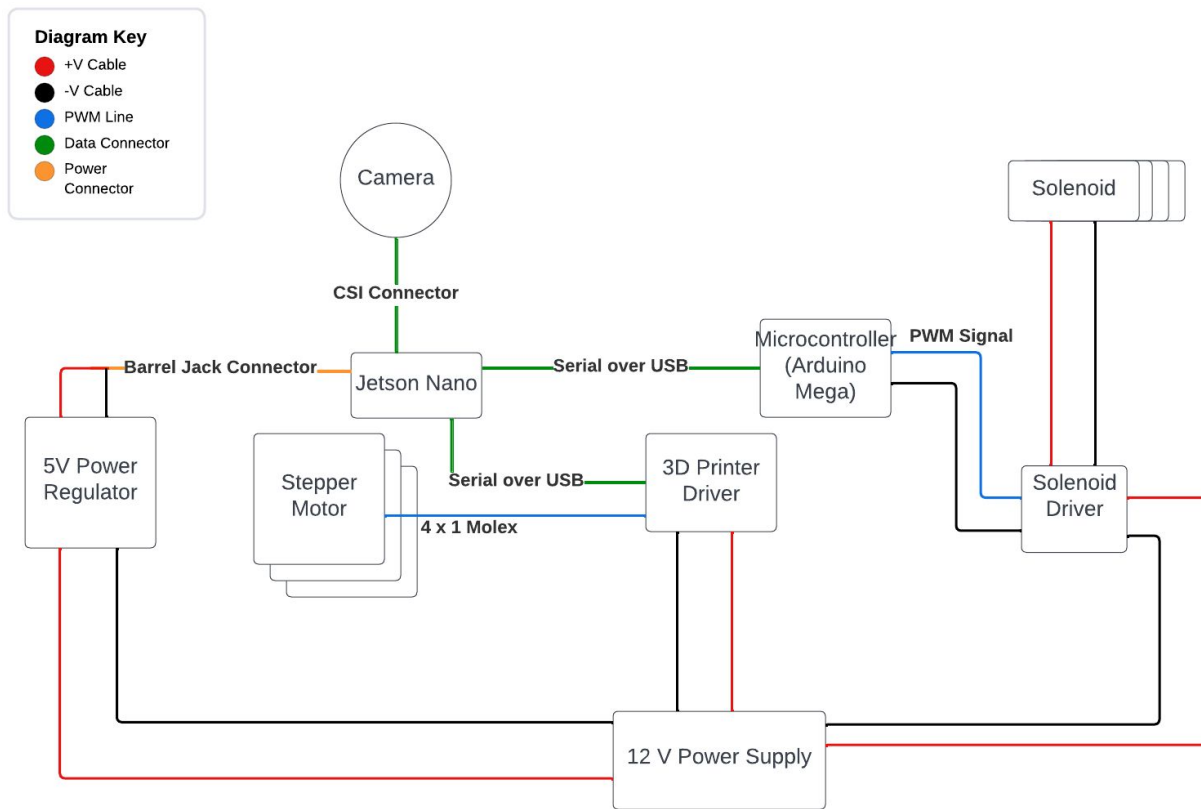 Diagram Key
+V Cable
-V Cable
PWM Line
Data Connector
Power
Connector
Camera
Solenoid
CSI Connector
Microcontroller
(Arduino
Mega)
PWM Signal
Barrel Jack Connector
Jetson Nano
Serial over USB
5V Power
Regulator
Stepper
Motor
Serial over USB
3D Printer
Driver
4 x 1 Molex
Solenoid
Driver
12 V Power Supply